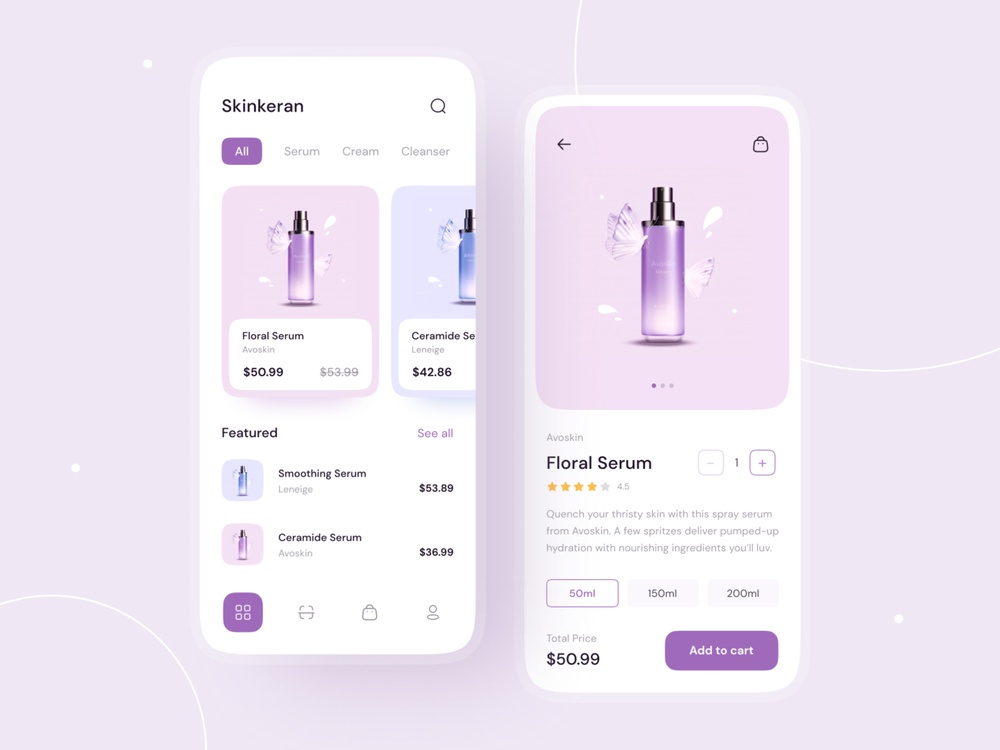 Skinkeran
All Serum Cream Cleanser
Floral Serum
Avoskin
$50.99 $53.99
Ceramide Se
Leneige
$42.86
Featured See all
Smoothing Serum
Leneige
$53.89
Ceramide Serum
Avoskin
$36.99
Avoskin
Floral Serum
1
4.5
Quench your thristy skin with this spray serum
from Avoskin. A few spritzes deliver pumped-up
hydration with nourishing ingredients you'll luv.
50ml 150ml 200ml
Total Price
$50.99
Add to cart